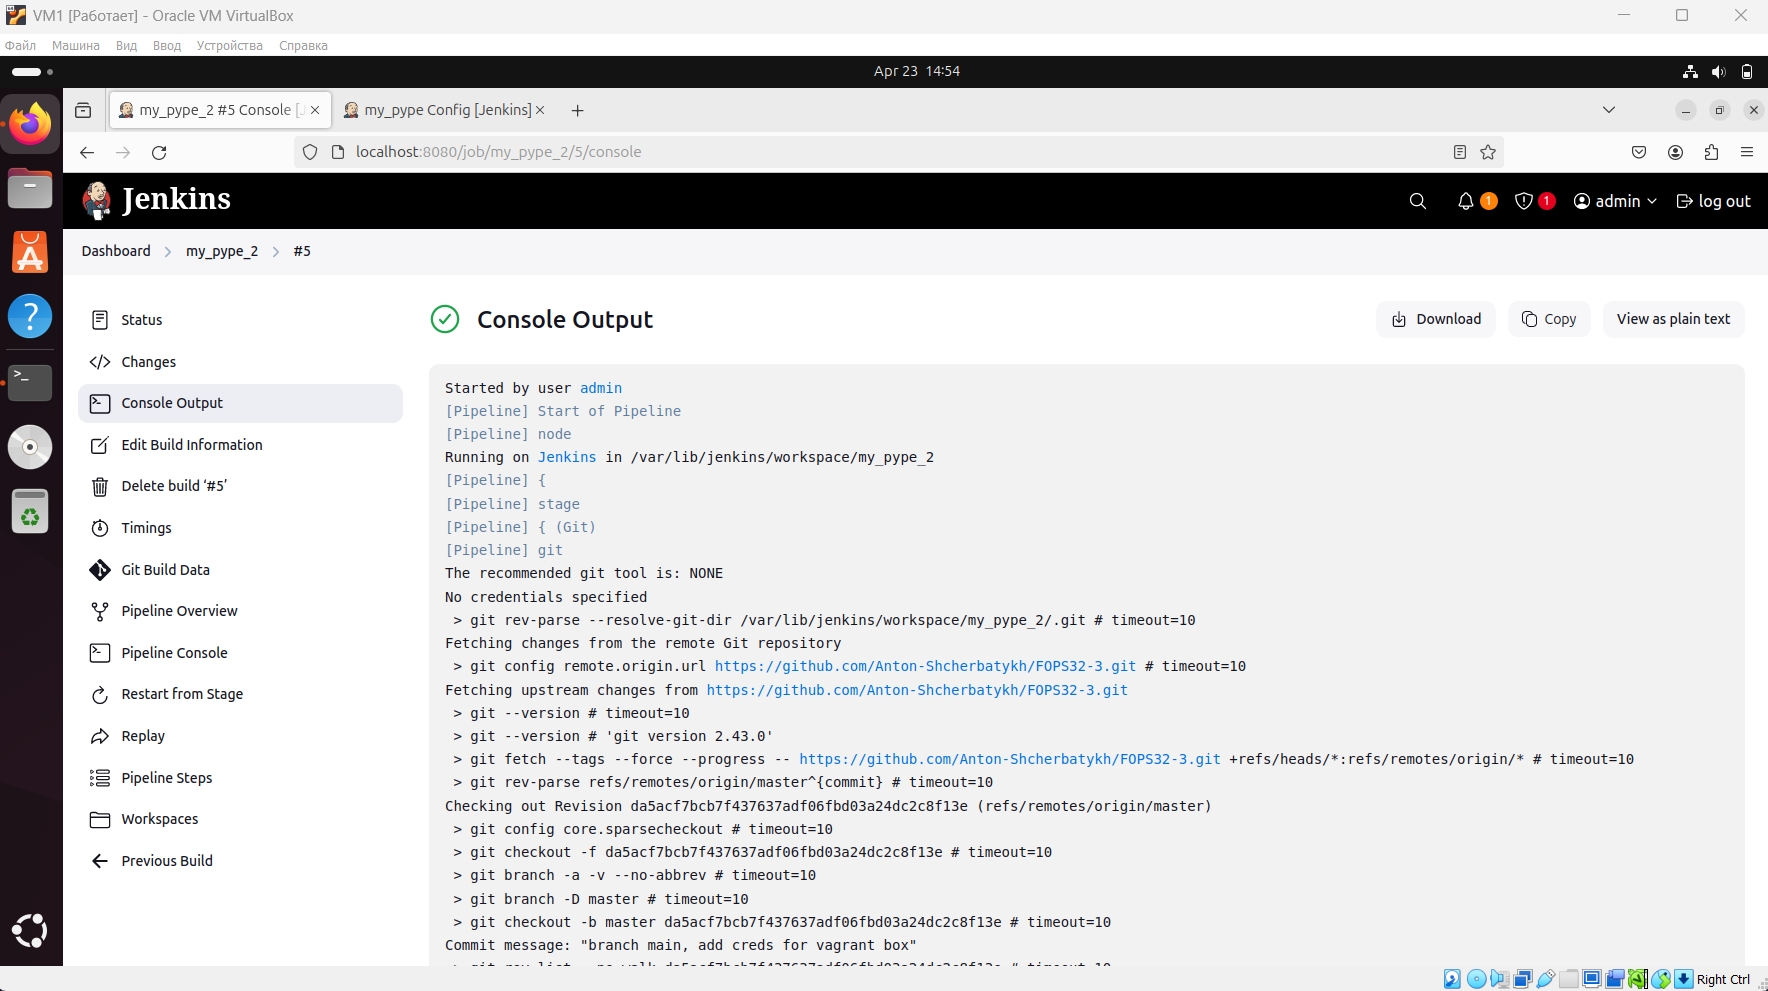 VM1 [Работает] - Oracle VM VirtualBox
Файл Машина Вид Ввод Устройства Справка
Apr 23 14:54
my_pype_2 #5 Console [J
my_pype Config [Jenkins]
localhost:8080/job/my_pype_2/5/console
Jenkins
1
1
admin
log out
Dashboard
my_pype_2
#5
Status
Changes
Console Output
Edit Build Information
Delete build ‘#5’
Timings
Git Build Data
Pipeline Overview
Pipeline Console
Restart from Stage
Replay
Pipeline Steps
Workspaces
Previous Build
Console Output
Download
Copy
View as plain text
Started by user admin
[Pipeline] Start of Pipeline
[Pipeline] node
Running on Jenkins in /var/lib/jenkins/workspace/my_pype_2
[Pipeline] {
[Pipeline] stage
[Pipeline] { (Git)
[Pipeline] git
The recommended git tool is: NONE
No credentials specified
> git rev-parse --resolve-git-dir /var/lib/jenkins/workspace/my_pype_2/.git # timeout=10
Fetching changes from the remote Git repository
> git config remote.origin.url https://github.com/Anton-Shcherbatykh/FOPS32-3.git # timeout=10
Fetching upstream changes from https://github.com/Anton-Shcherbatykh/FOPS32-3.git
> git --version # timeout=10
> git --version # 'git version 2.43.0'
> git fetch --tags --force --progress -- https://github.com/Anton-Shcherbatykh/FOPS32-3.git +refs/heads/*:refs/remotes/origin/* # timeout=10
> git rev-parse refs/remotes/origin/master^{commit} # timeout=10
Checking out Revision da5acf7bcb7f437637adf06fbd03a24dc2c8f13e (refs/remotes/origin/master)
> git config core.sparsecheckout # timeout=10
> git checkout -f da5acf7bcb7f437637adf06fbd03a24dc2c8f13e # timeout=10
> git branch -a -v --no-abbrev # timeout=10
> git branch -D master # timeout=10
> git checkout -b master da5acf7bcb7f437637adf06fbd03a24dc2c8f13e # timeout=10
Commit message: "branch main, add creds for vagrant box"
Right Ctrl